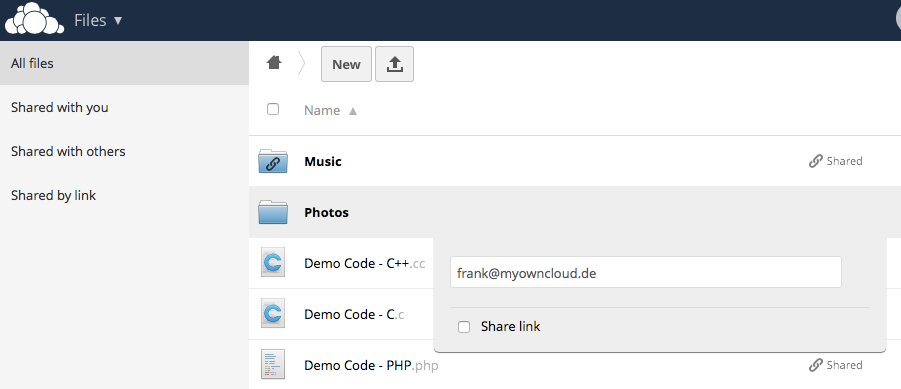 Files ▼
All files
Shared with you
Shared with others
Shared by link
New
Name ▲
Music
Shared
Photos
Demo Code - C++.cc
frank@myowncloud.de
Demo Code - C.c
Share link
Demo Code - PHP.php
Shared